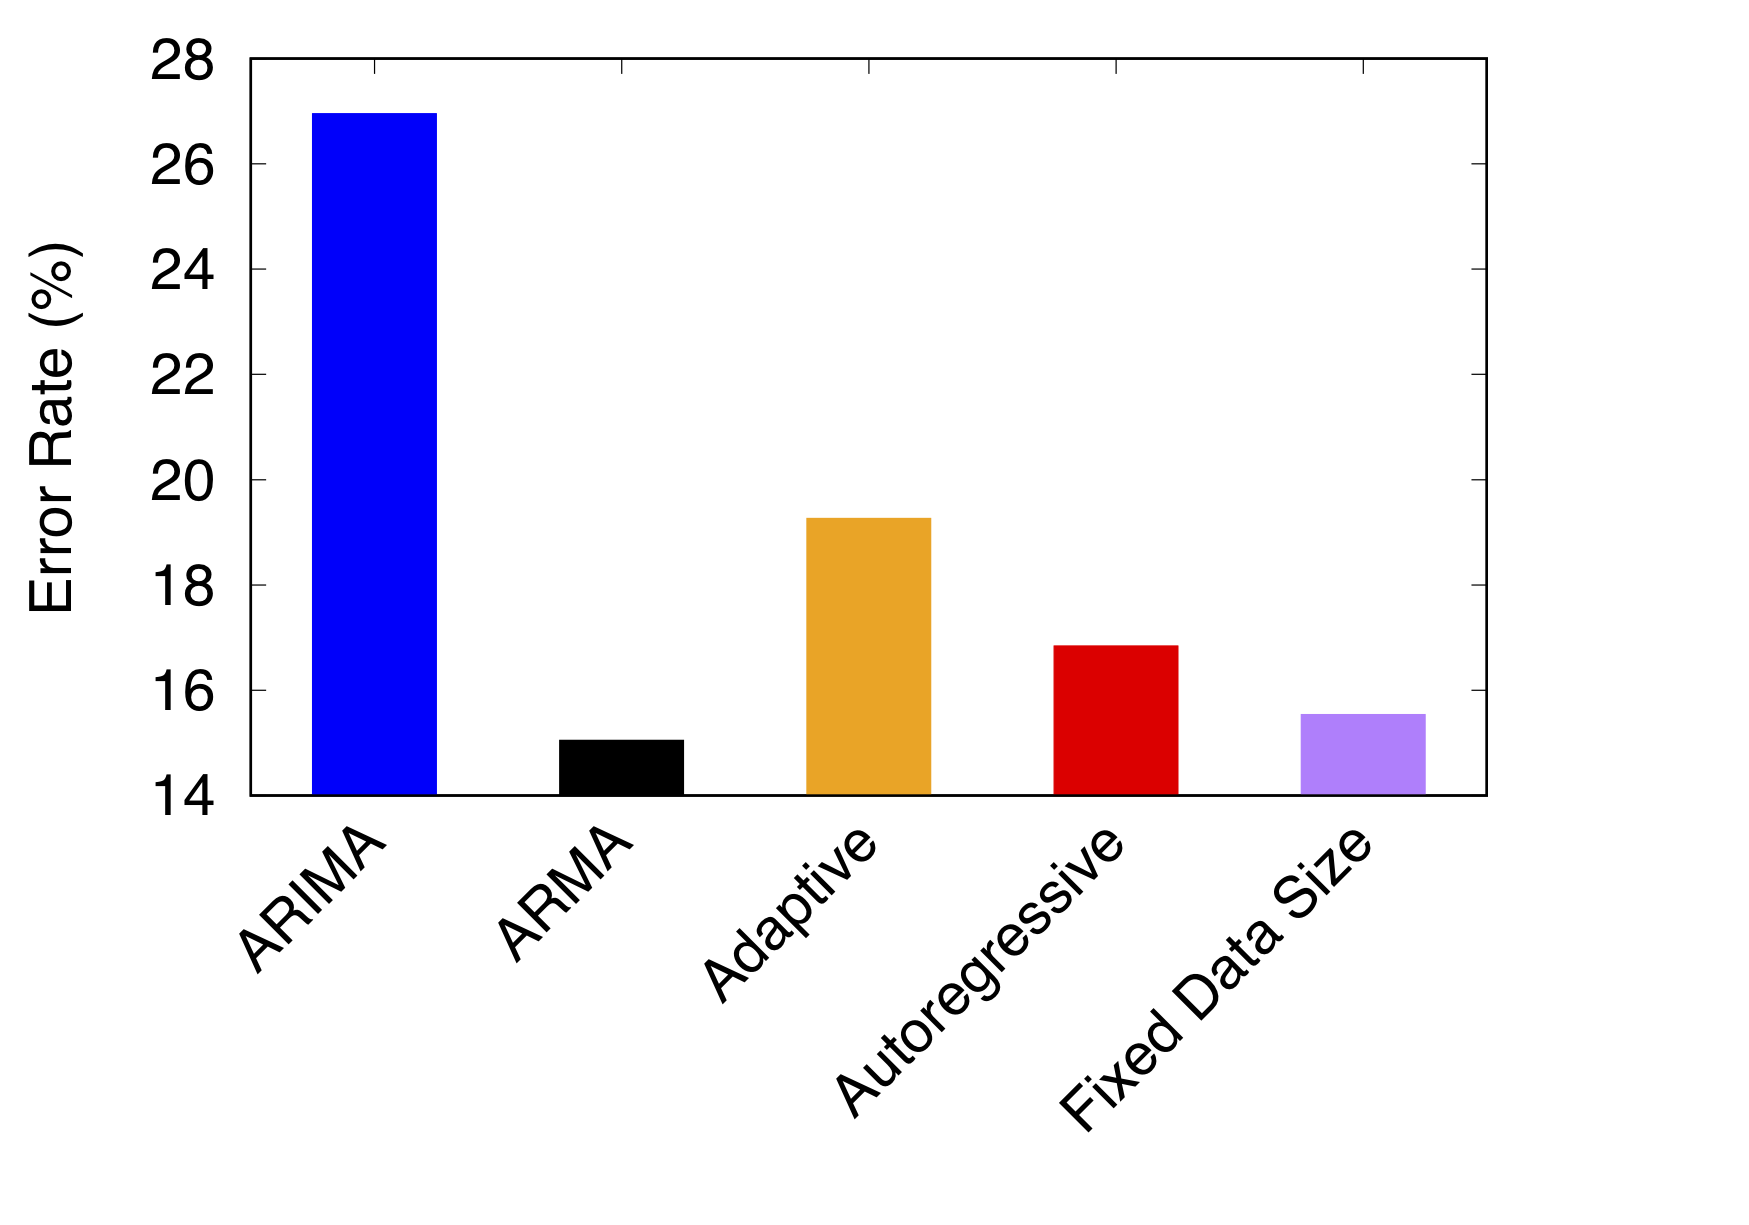 Error Rate (%)
28
26
24
22
20
18
16
14
ARIMA
ARMA
Adaptive
Autoregressive
Fixed Data Size